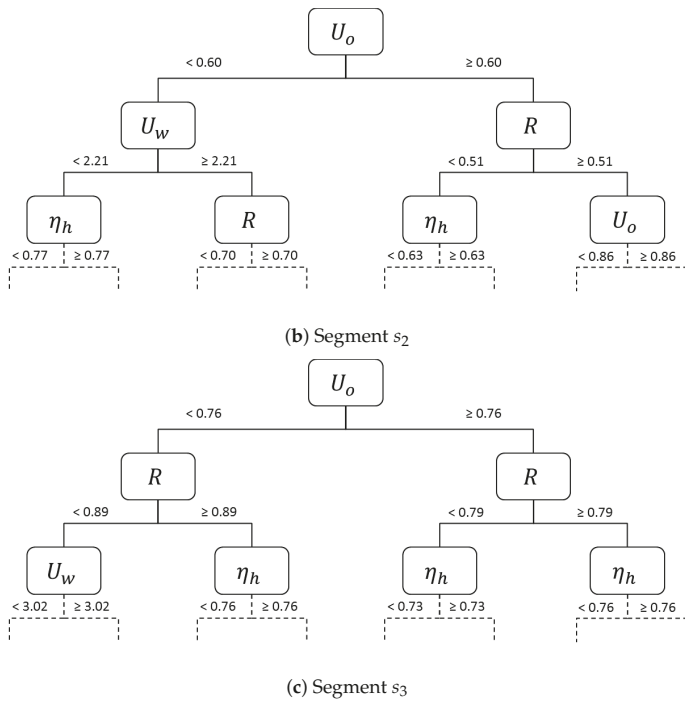 U_o
< 0.60 ≥ 0.60
U_w R
< 2.21 ≥ 2.21 < 0.51 ≥ 0.51
η_h R η_h U_o
< 0.77 ≥ 0.77 < 0.70 ≥ 0.70 < 0.63 ≥ 0.63 < 0.86 ≥ 0.86
(b) Segment s_2
U_o
< 0.76 ≥ 0.76
R R
< 0.89 ≥ 0.89 < 0.79 ≥ 0.79
U_w η_h η_h η_h
< 3.02 ≥ 3.02 < 0.76 ≥ 0.76 < 0.73 ≥ 0.73 < 0.76 ≥ 0.76
(c) Segment s_3